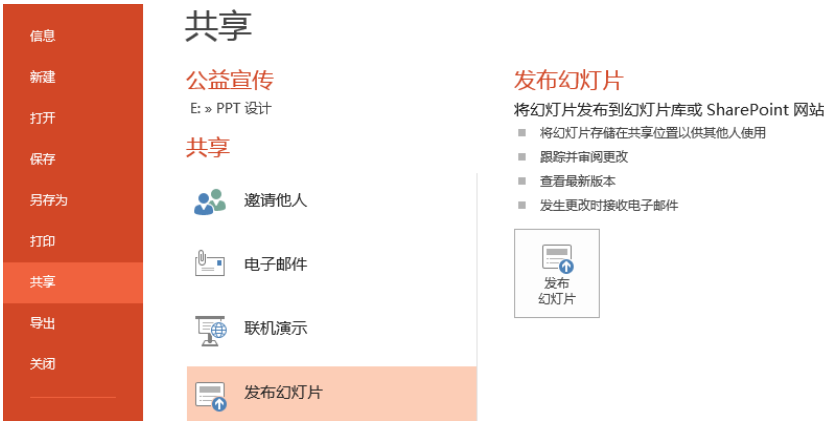 信息
新建
打开
保存
另存为
打印
共享
导出
关闭
共享
公益宣传
E: » PPT 设计
共享
邀请他人
电子邮件
联机演示
发布幻灯片
发布幻灯片
将幻灯片发布到幻灯片库或 SharePoint 网站
将幻灯片存储在共享位置以供其他人使用
跟踪并审阅更改
查看最新版本
发生更改时接收电子邮件
发布
幻灯片